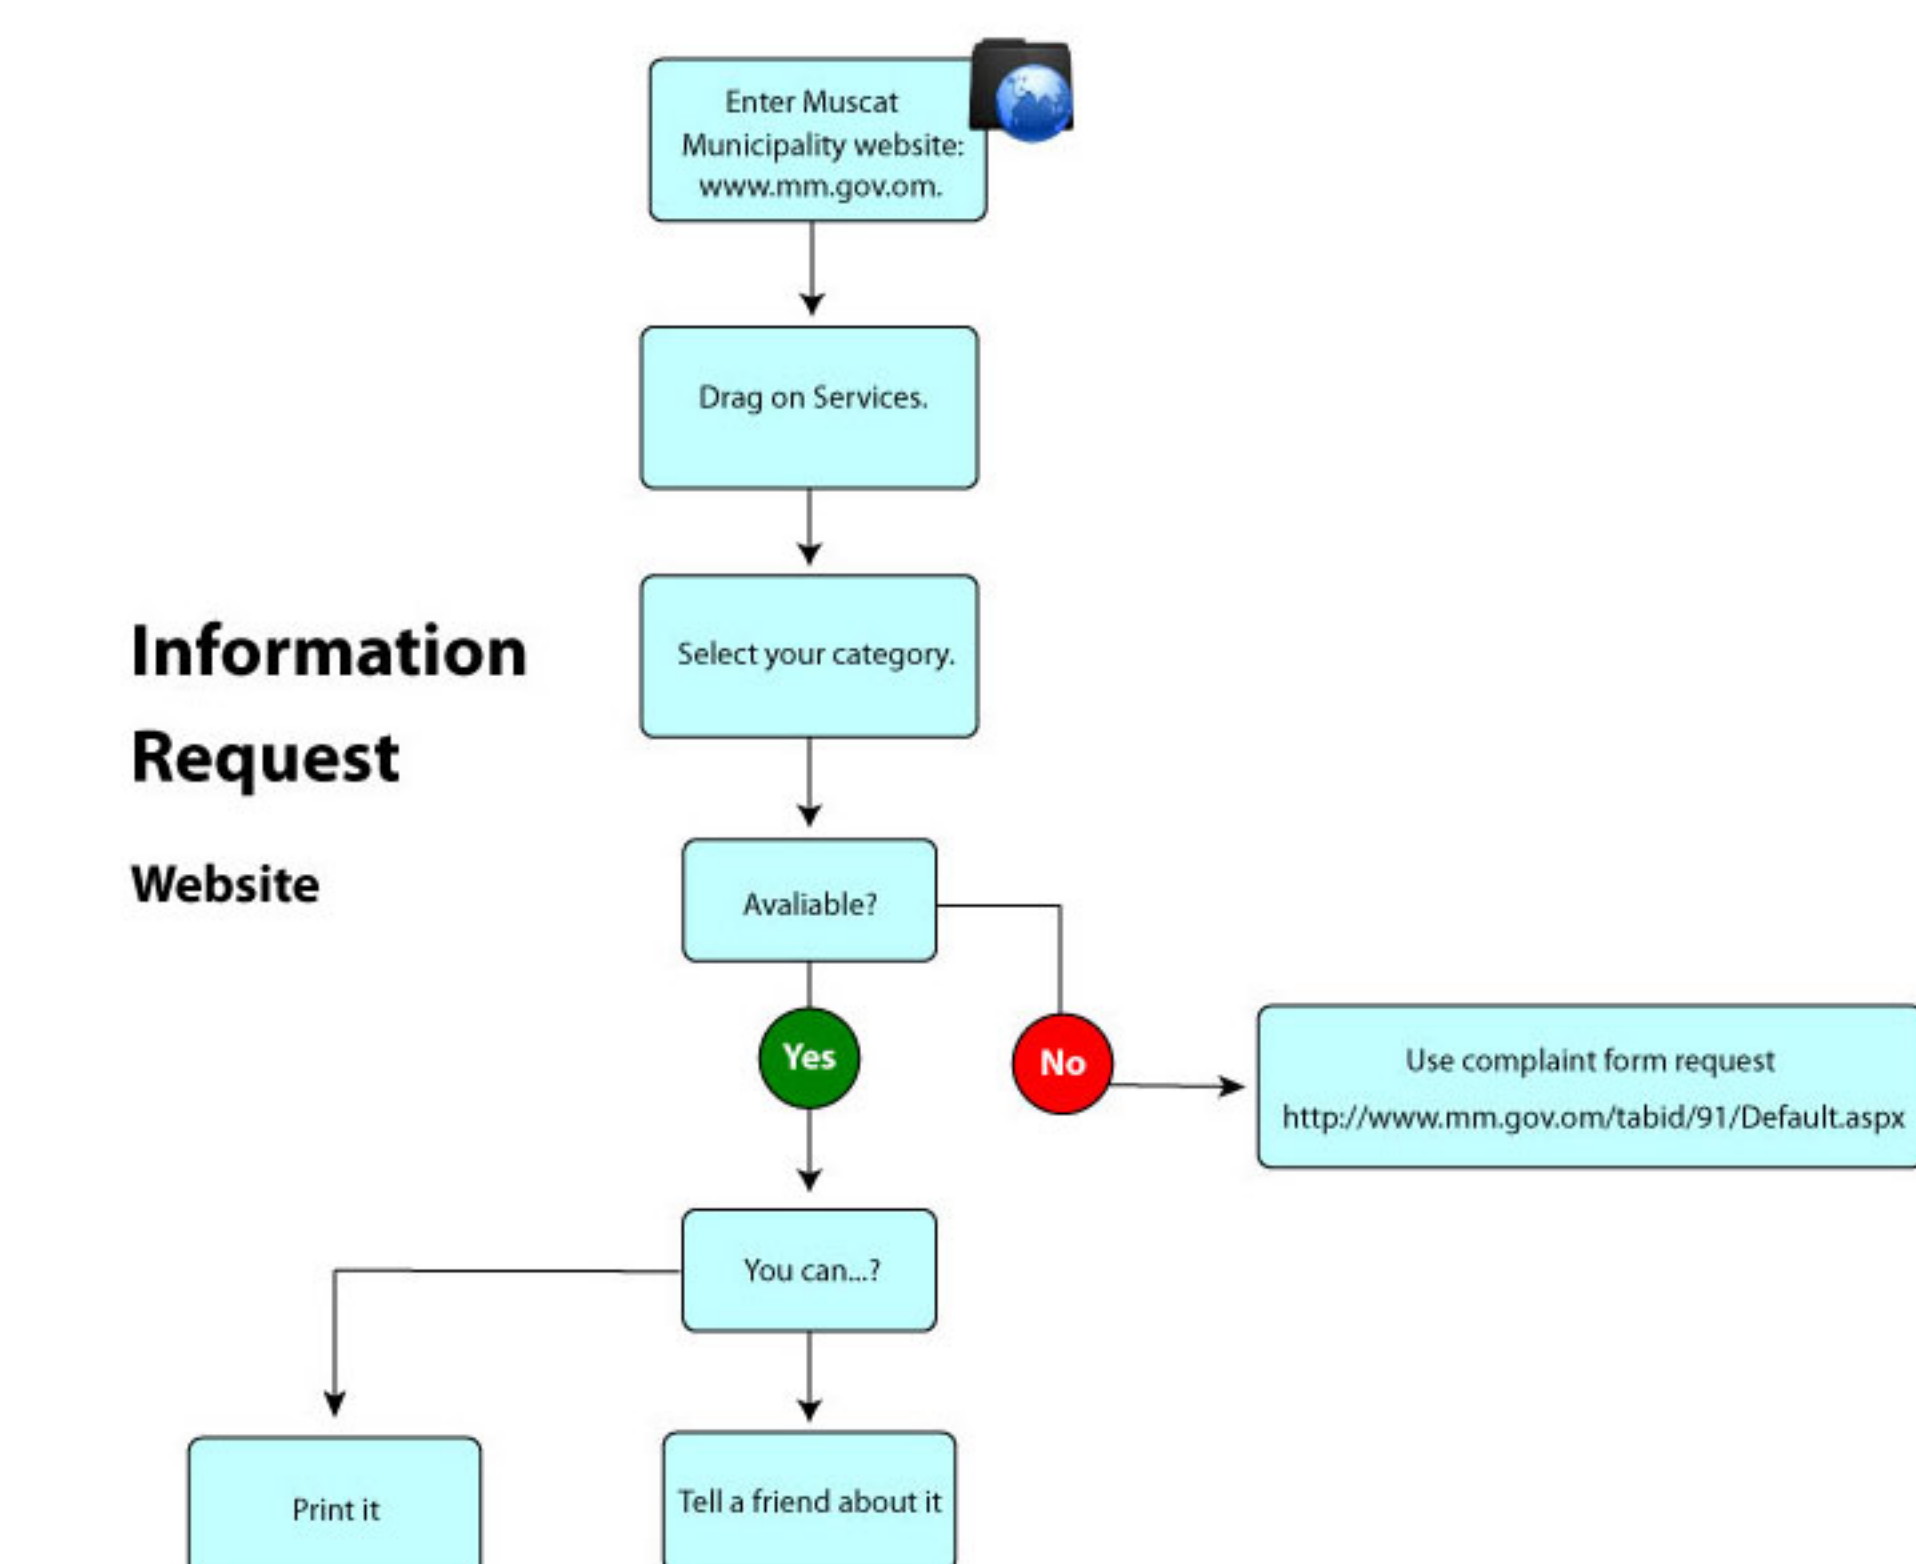 Enter Muscat
Municipality website:
www.mm.gov.om.
Drag on Services.
Select your category.
Information
Request
Website
Avaliable?
Yes
No
Use complaint form request
http://www.mm.gov.om/tabid/91/Default.aspx
You can...?
Print it
Tell a friend about it